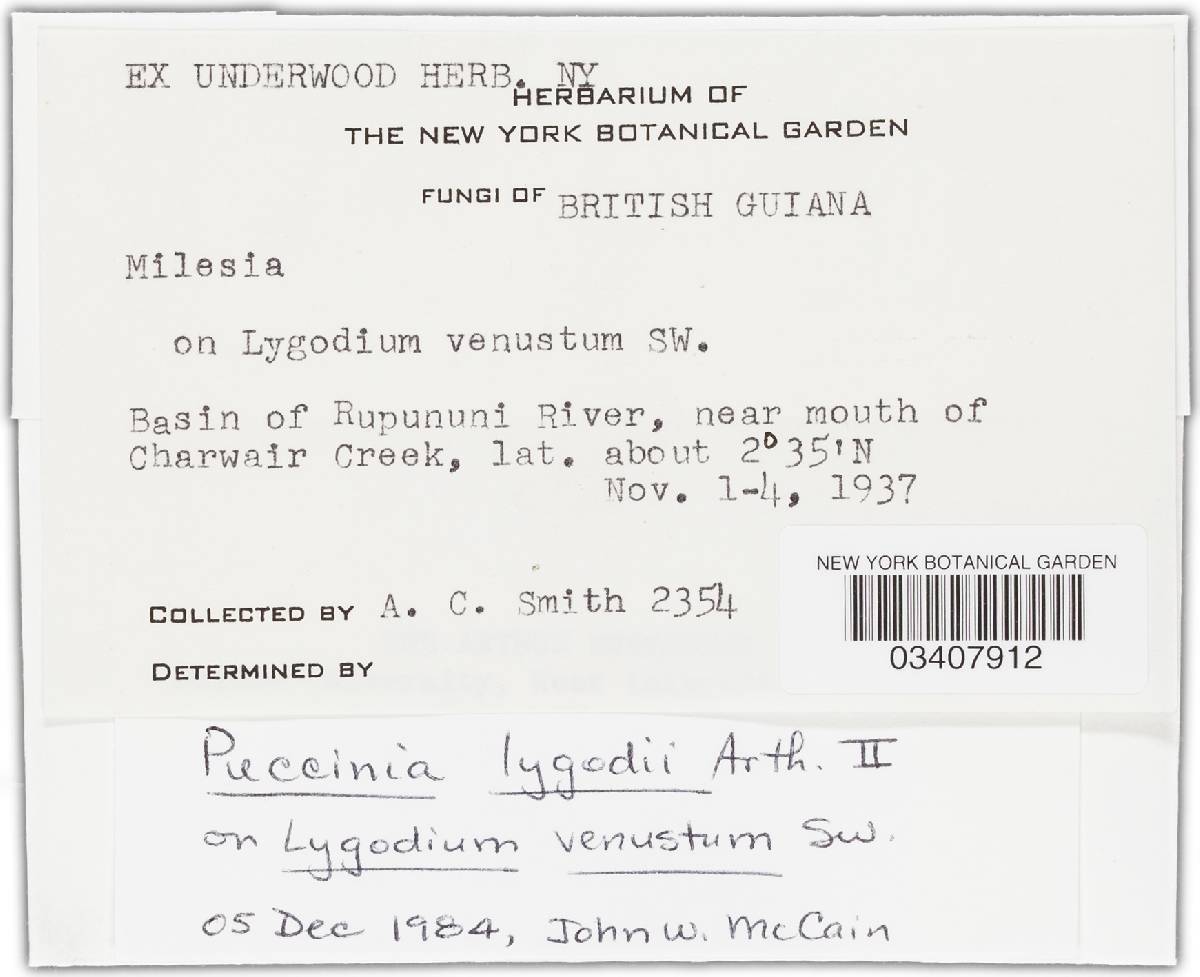 EX UNDERWOOD HERB. NY
HERBARIUM OF
THE NEW YORK BOTANICAL GARDEN
FUNGI OF BRITISH GUIANA
Milesia
on Lygodium venustum SW.
Basin of Rupununi River, near mouth of
Charwair Creek, lat. about 2°35'N
Nov. 1-4, 1937
NEW YORK BOTANICAL GARDEN
03407912
COLLECTED BY A. C. Smith 2354
DETERMINED BY
Puccinia lygodii Arth. II
on Lygodium venustum Sw.
05 Dec 1984, John W. McCain